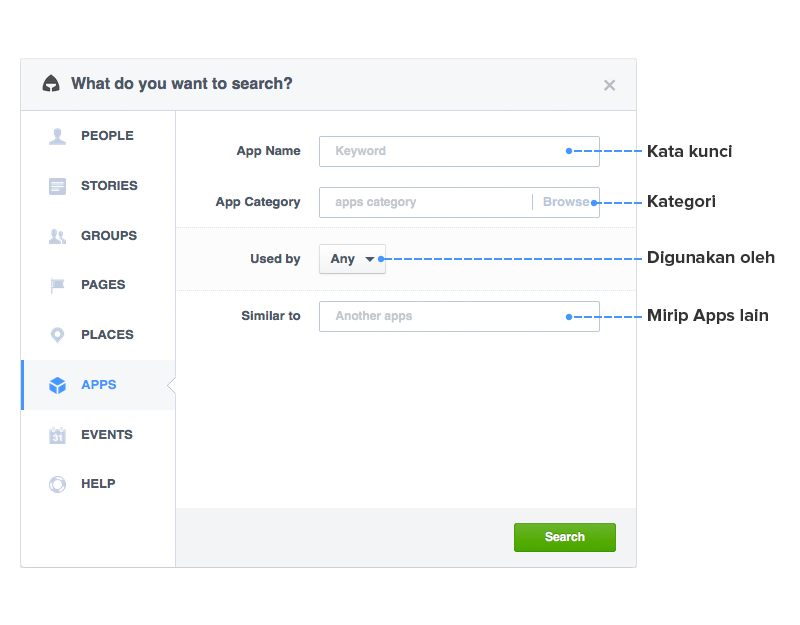 What do you want to search?
PEOPLE
STORIES
GROUPS
PAGES
PLACES
APPS
31
EVENTS
HELP
App Name
Keyword
Kata kunci
App Category
apps category
Browse
Kategori
Used by
Any
Digunakan oleh
Similar to
Another apps
Mirip Apps lain
Search